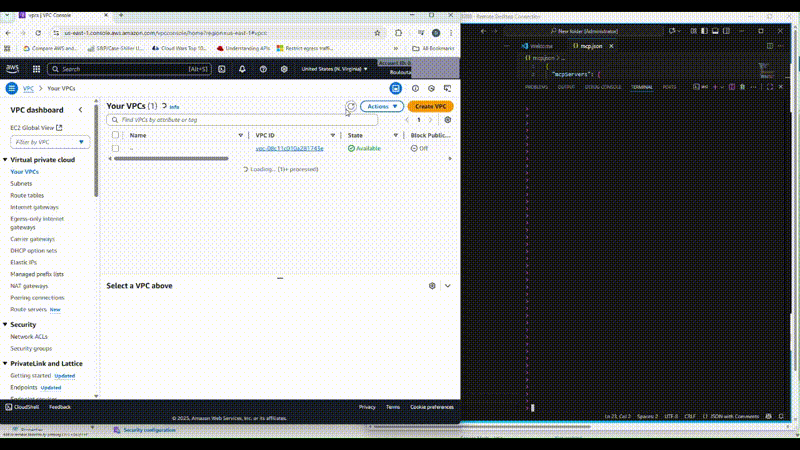 vpcs | VPC Console
us-east-1.console.aws.amazon.com/vpcconsole/home?region=us-east-1#vpcs:
Compare AWS and...
Cloud Ware Top 10...
Understanding APIs
Restrict egress traffic...
All Bookmarks
aws
Search
[Alt+S]
United States (N. Virginia)
Account ID:
VPC > Your VPCs
VPC dashboard
EC2 Global View
Filter by VPC
Virtual private cloud
Your VPCs
Subnets
Route tables
Internet gateways
Egress-only internet
gateways
Carrier gateways
DHCP option sets
Elastic IPs
Managed prefix lists
NAT gateways
Peering connections
Route servers New
Security
Network ACLs
Security groups
PrivateLink and Lattice
Getting started Updated
Endpoints Updated
Your VPCs (1) Info
Actions
Create VPC
Find VPCs by attribute or tag
1
Name
VPC ID
State
Block Public...
–
Available
Off
Loading... (1)+ processed)
Select a VPC above
CloudShell
Feedback
Privacy
Terms
Cookie preferences
© 2025, Amazon Web Services, Inc. or its affiliates.
Security configuration
Remote Desktop Connection
New folder [Administrator]
Welcome
mcp.json
mcp.json > ...
{
"mcpServers": {
PROBLEMS
OUTPUT
DEBUG CONSOLE
TERMINAL
PORTS
Ln 23, Col 2
Spaces: 2
UTF-8
CRLF
{} JSON with Comments